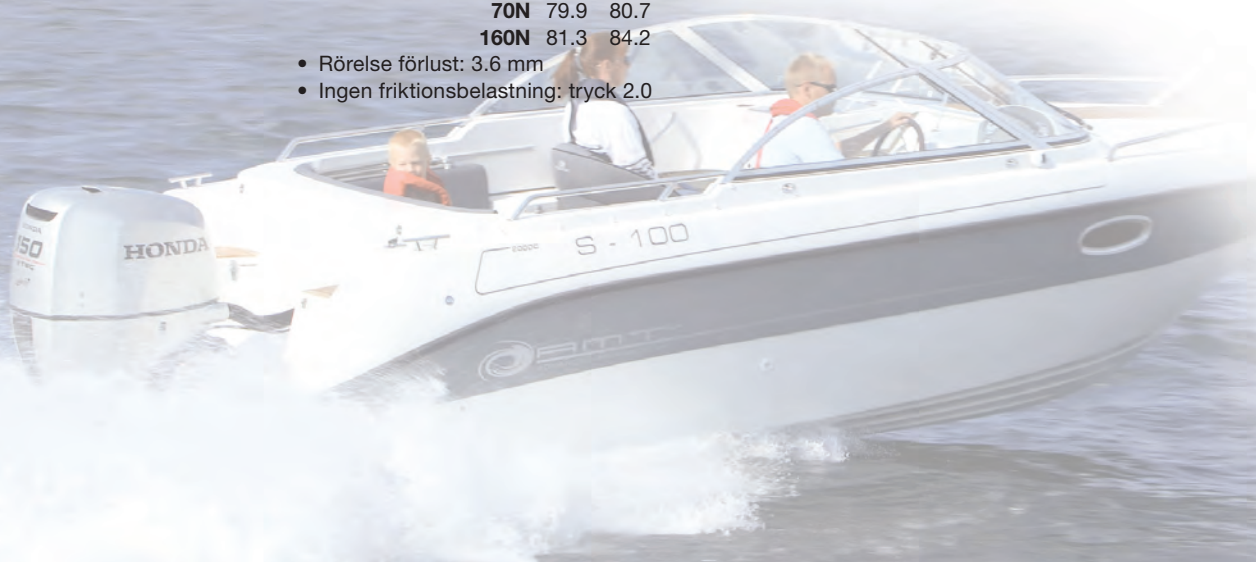 70N 79.9 80.7
160N 81.3 84.2
• Rörelse förlust: 3.6 mm
• Ingen friktionsbelastning: tryck 2.0
HONDA
150
HONDA
S - 100